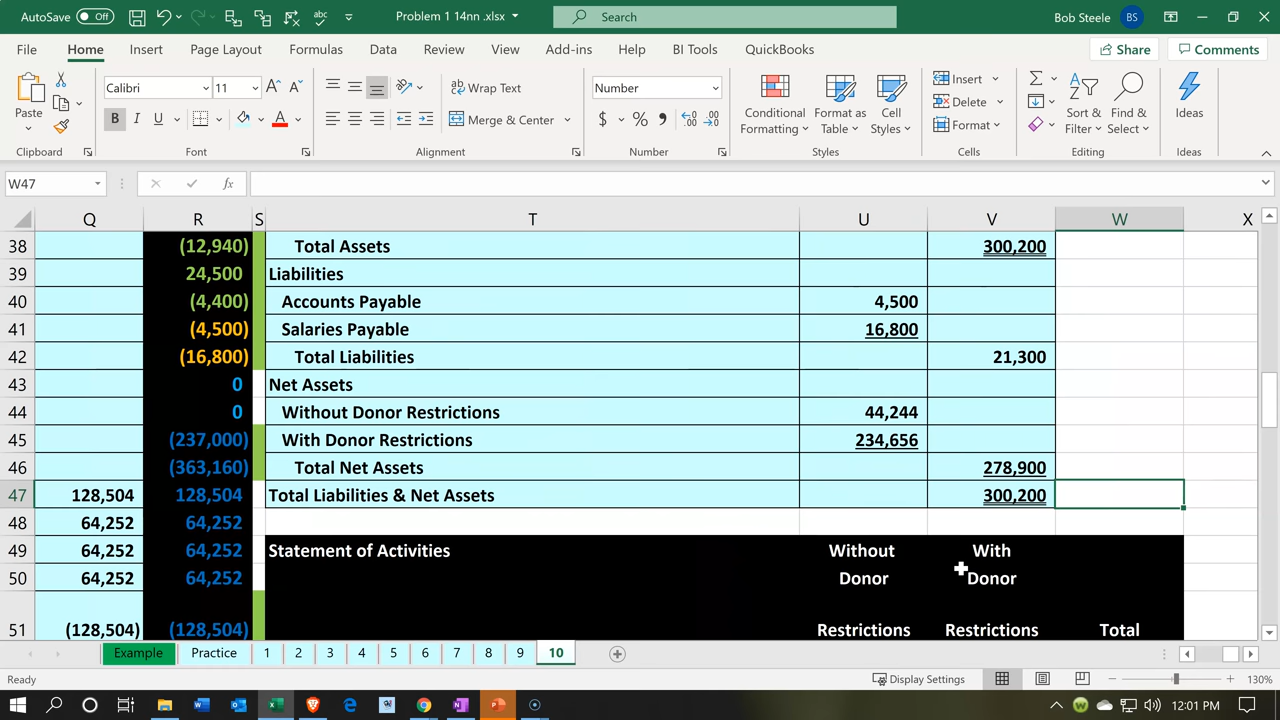 AutoSave Off Problem 1 14nn .xlsx Search Bob Steele BS
File Home Insert Page Layout Formulas Data Review View Add-ins Help BI Tools QuickBooks Share Comments
Calibri 11 Wrap Text Number Insert
Paste Merge & Center Conditional Formatting Format as Table Cell Styles Delete Format Sort & Filter Find & Select Ideas
Clipboard Font Alignment Number Styles Cells Editing Ideas
W47 fx
Q R S T U V W X
38 (12,940) Total Assets 300,200
39 24,500 Liabilities
40 (4,400) Accounts Payable 4,500
41 (4,500) Salaries Payable 16,800
42 (16,800) Total Liabilities 21,300
43 0 Net Assets
44 0 Without Donor Restrictions 44,244
45 (237,000) With Donor Restrictions 234,656
46 (363,160) Total Net Assets 278,900
47 128,504 128,504 Total Liabilities & Net Assets 300,200
48 64,252 64,252
49 64,252 64,252 Statement of Activities Without With
50 64,252 64,252 Donor Donor
51 (128,504) (128,504) Restrictions Restrictions Total
Example Practice 1 2 3 4 5 6 7 8 9 10
Ready Display Settings 130%
12:01 PM